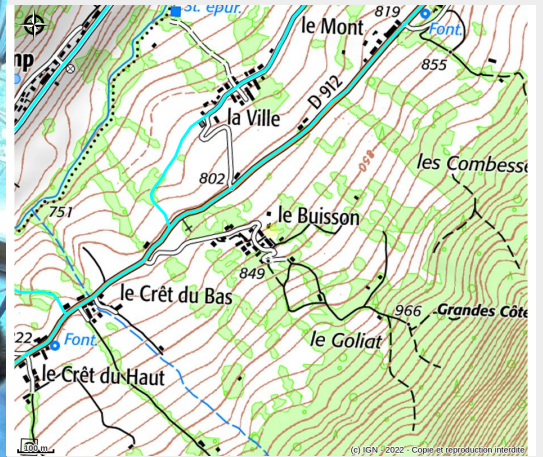 St. épur.
819
le Mont
Font.
mp
855
D 912
la Ville
850
les Combesse
802
751
le Buisson
849
le Crêt du Bas
966
Grandes Côte
22
Font.
le Goliat
le Crêt du Haut
100 m
(c) IGN - 2022 - Copie et reproduction interdite